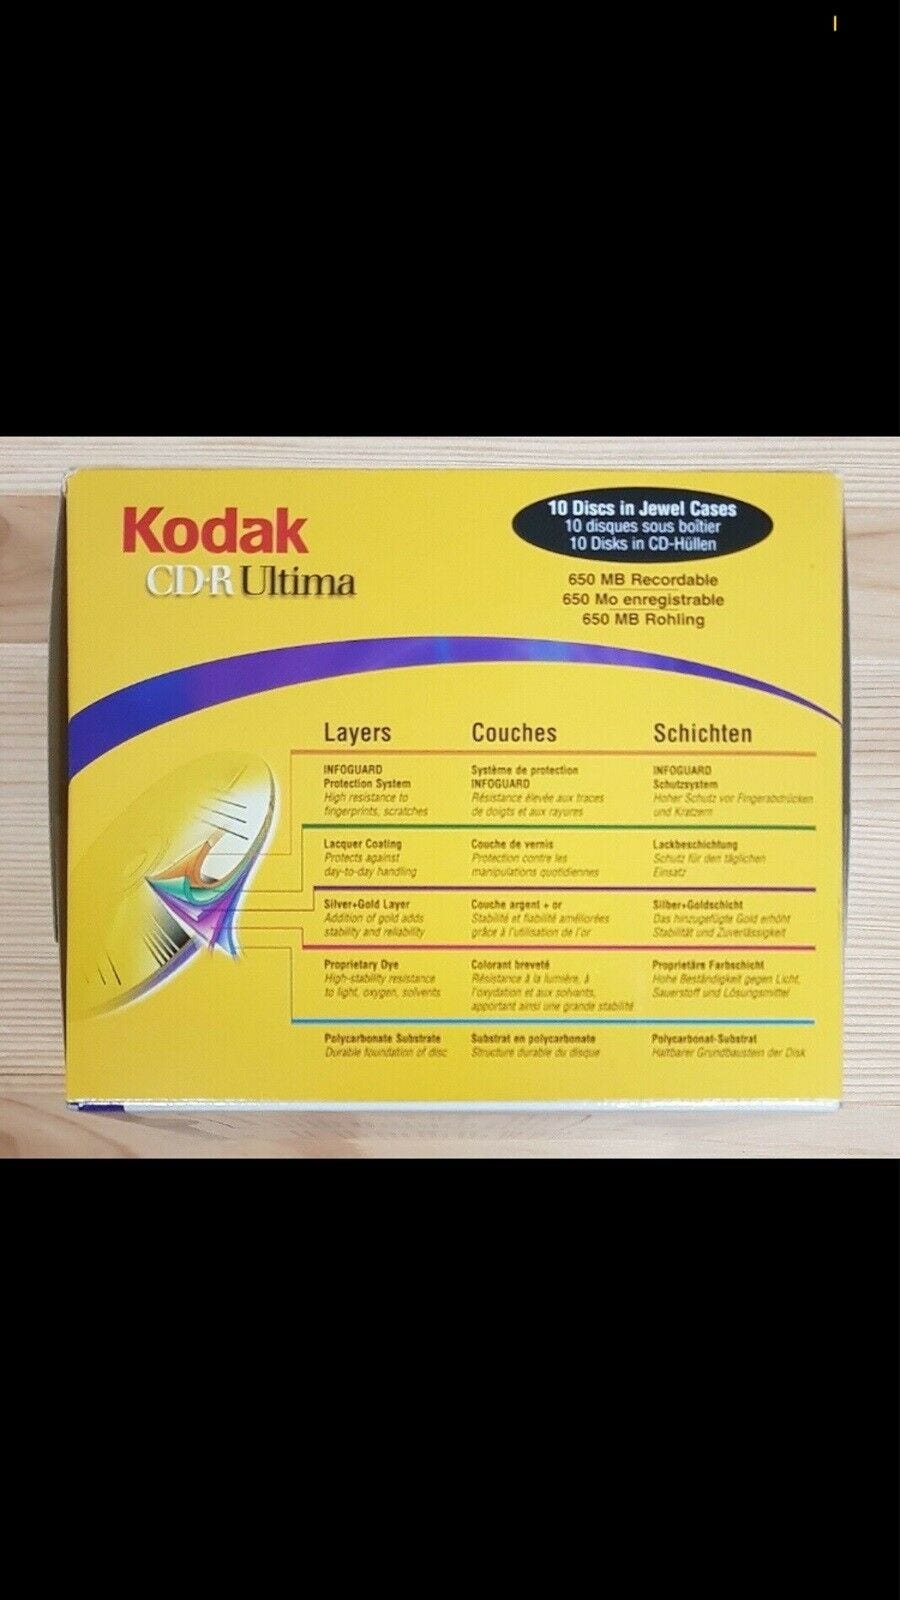 Kodak
CD-R Ultima
10 Discs in Jewel Cases
10 disques sous boîtier
10 Disks in CD-Hüllen
650 MB Recordable
650 Mo enregistrable
650 MB Rohling
Layers
INFOGUARD
Protection System
High resistance to
fingerprints, scratches
Lacquer Coating
Protects against
day-to-day handling
Silver+Gold Layer
Addition of gold adds
stability and reliability
Proprietary Dye
High-stability resistance
to light, oxygen, solvents
Polycarbonate Substrate
Durable foundation of disc
Couches
Système de protection
INFOGUARD
Résistance élevée aux traces
de doigts et aux rayures
Couche de vernis
Protection contre les
manipulations quotidiennes
Couche argent + or
Stabilité et fiabilité améliorées
grâce à l'utilisation de l'or
Colorant breveté
Résistance à la lumière, à
l'oxydation et aux solvants,
apportant ainsi une grande stabilité
Substrat en polycarbonate
Structure durable du disque
Schichten
INFOGUARD
Schutzsystem
Hoher Schutz vor Fingerabdrücken
und Kratzern
Lackbeschichtung
Schutz für den täglichen
Einsatz
Silber+Goldschicht
Das hinzugefügte Gold erhöht
Stabilität und Zuverlässigkeit
Proprietäre Farbschicht
Hohe Beständigkeit gegen Licht,
Sauerstoff und Lösungsmittel
Polycarbonat-Substrat
Haltbarer Grundbaustein der Disk